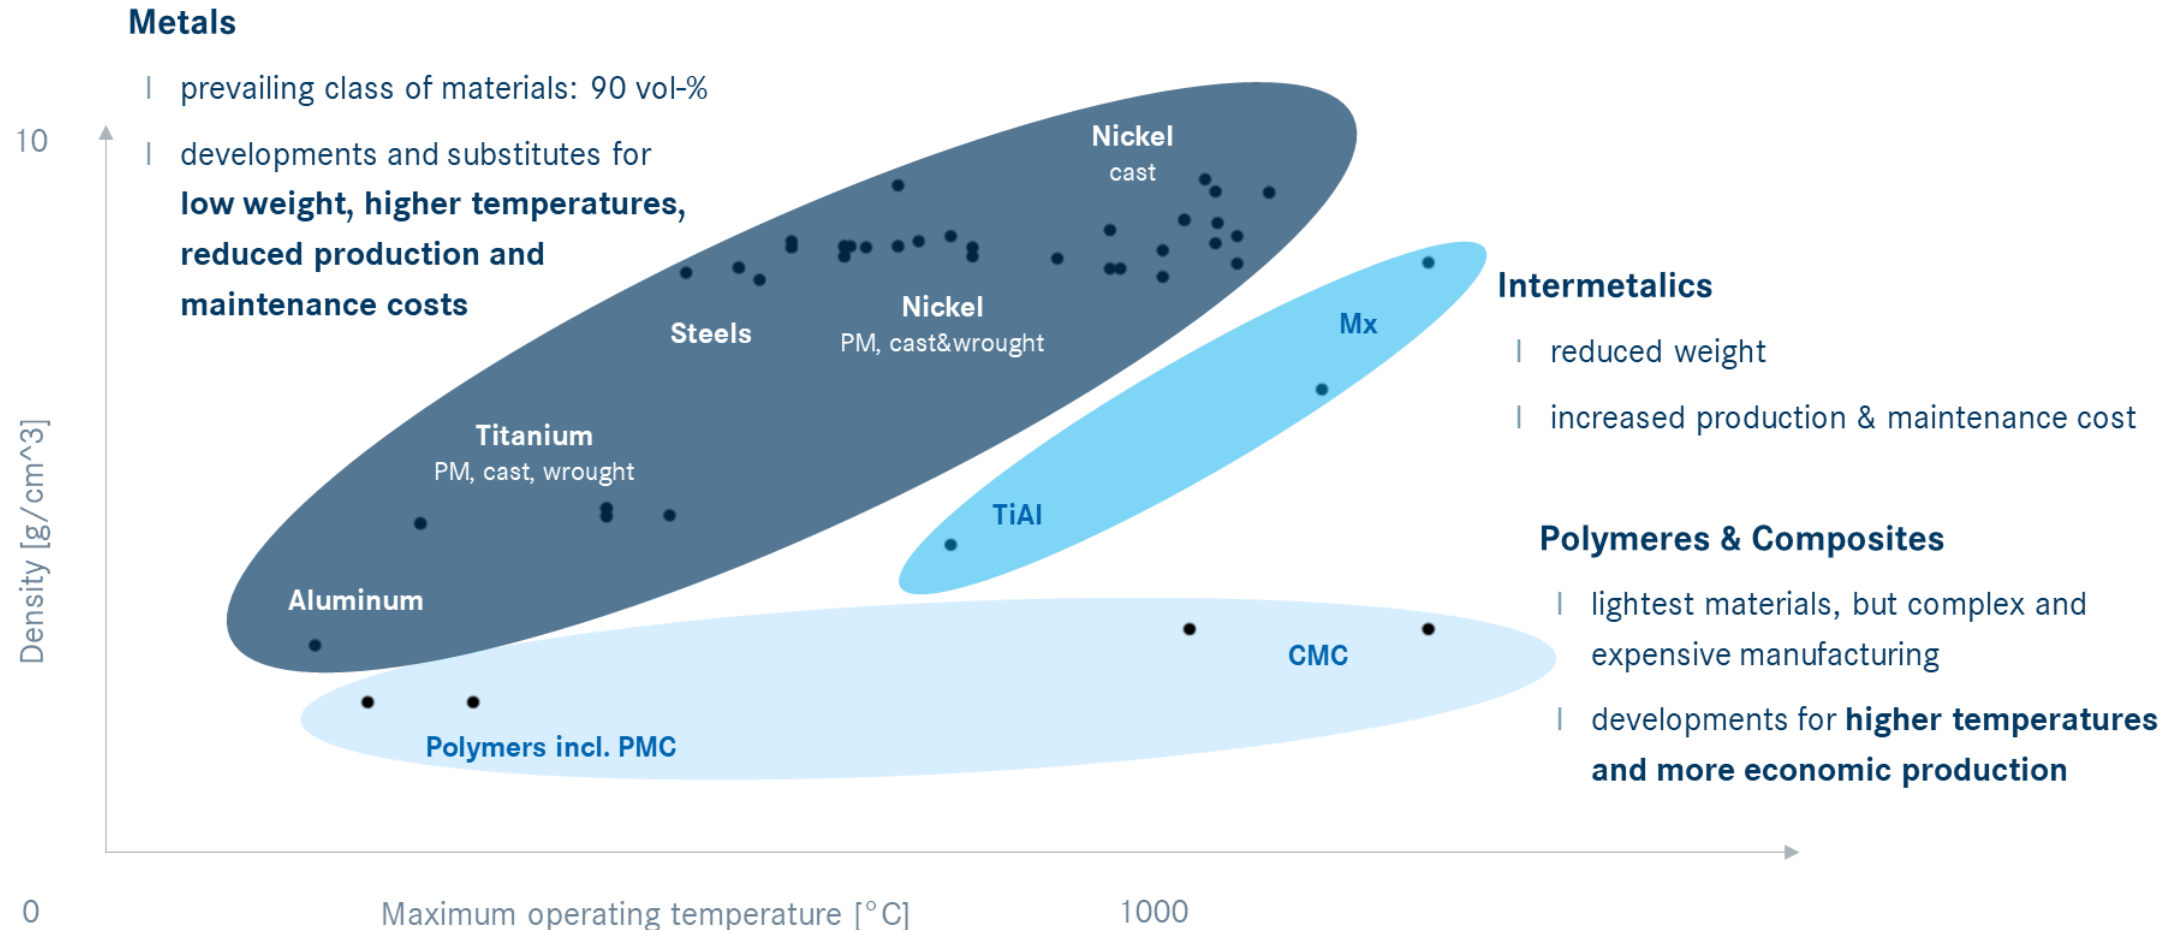 Metals
prevailing class of materials: 90 vol-%
developments and substitutes for
low weight, higher temperatures,
reduced production and
maintenance costs
10
Density [g/cm^3]
0
Maximum operating temperature [°C]
1000
Nickel
cast
Nickel
PM, cast&wrought
Steels
Titanium
PM, cast, wrought
Aluminum
Mx
TiAl
CMC
Polymers incl. PMC
Intermetalics
reduced weight
increased production & maintenance cost
Polymeres & Composites
lightest materials, but complex and
expensive manufacturing
developments for higher temperatures
and more economic production